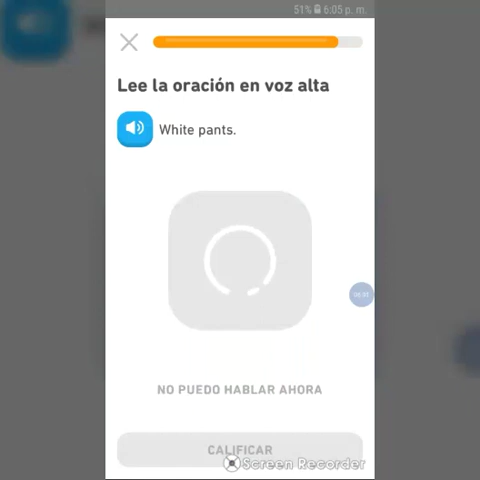 51% 6:05 p. m.
Lee la oración en voz alta
White pants.
NO PUEDO HABLAR AHORA
CALIFICAR
Screen Recorder